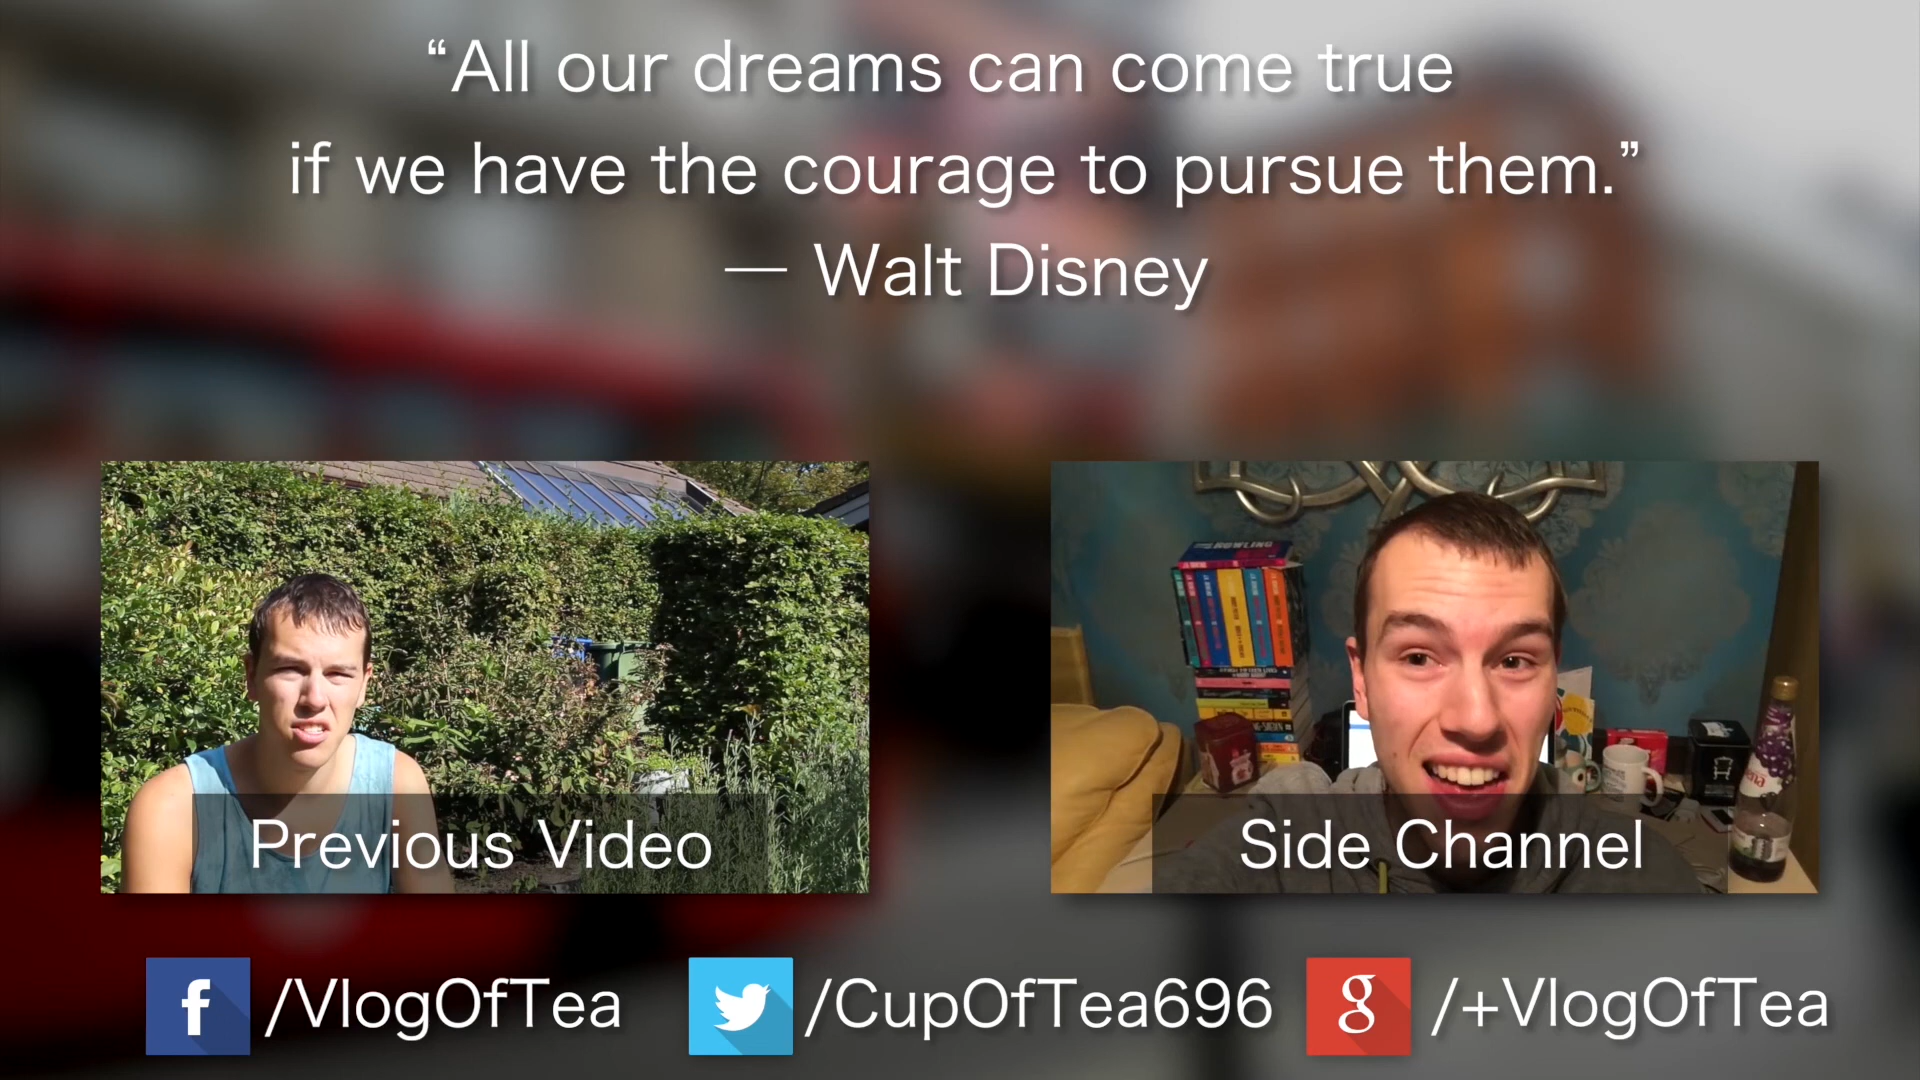 “All our dreams can come true
if we have the courage to pursue them.”
— Walt Disney
ROWLING
Previous Video
Side Channel
f /VlogOfTea
/CupOfTea696
g /+VlogOfTea